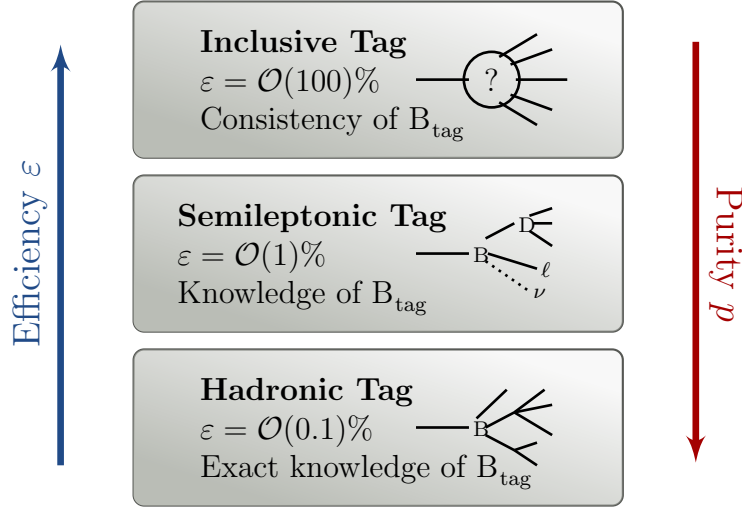 Inclusive Tag
ε = 𝒪(100)%
Consistency of B_tag
?
Semileptonic Tag
ε = 𝒪(1)%
Knowledge of B_tag
B
D
ℓ
ν
Hadronic Tag
ε = 𝒪(0.1)%
Exact knowledge of B_tag
B
Efficiency ε
Purity p